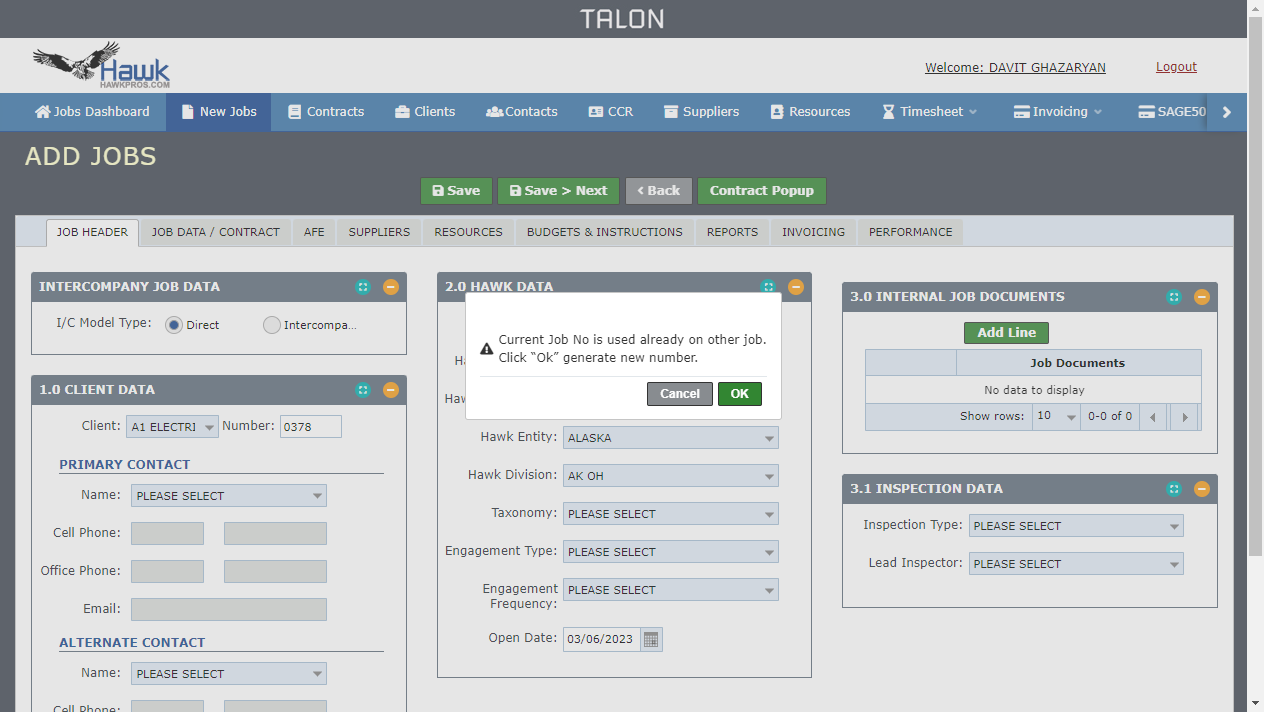 TALON
Hawk
HAWKPROS.COM
Welcome: DAVIT GHAZARYAN
Logout
Jobs Dashboard
New Jobs
Contracts
Clients
Contacts
CCR
Suppliers
Resources
Timesheet
Invoicing
SAGE50
ADD JOBS
Save
Save > Next
Back
Contract Popup
JOB HEADER
JOB DATA / CONTRACT
AFE
SUPPLIERS
RESOURCES
BUDGETS & INSTRUCTIONS
REPORTS
INVOICING
PERFORMANCE
INTERCOMPANY JOB DATA
I/C Model Type:
Direct
Intercompa...
1.0 CLIENT DATA
Client:
A1 ELECTRI
Number:
0378
PRIMARY CONTACT
Name:
PLEASE SELECT
Cell Phone:
Office Phone:
Email:
ALTERNATE CONTACT
Name:
PLEASE SELECT
Cell Phone:
2.0 HAWK DATA
Current Job No is used already on other job.
Click “Ok” generate new number.
Cancel
OK
Hawk Entity:
ALASKA
Hawk Division:
AK OH
Taxonomy:
PLEASE SELECT
Engagement Type:
PLEASE SELECT
Engagement
Frequency:
PLEASE SELECT
Open Date:
03/06/2023
3.0 INTERNAL JOB DOCUMENTS
Add Line
Job Documents
No data to display
Show rows:
10
0-0 of 0
3.1 INSPECTION DATA
Inspection Type:
PLEASE SELECT
Lead Inspector:
PLEASE SELECT